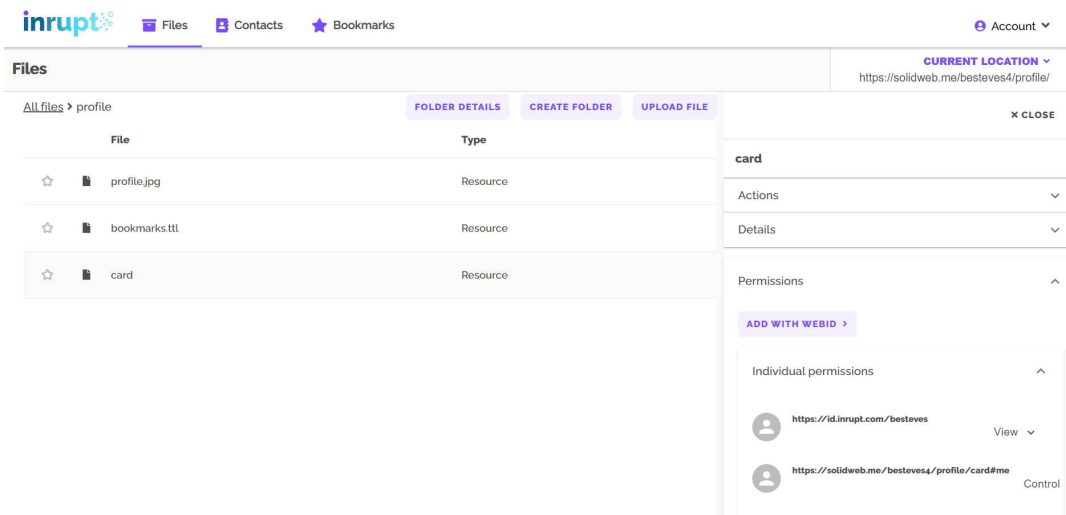 inrupt
Files
Contacts
Bookmarks
Account
Files
CURRENT LOCATION
https://solidweb.me/besteves4/profile/
All files > profile
FOLDER DETAILS
CREATE FOLDER
UPLOAD FILE
X CLOSE
File Type
card
profile.jpg Resource
Actions
Details
bookmarks.ttl Resource
card Resource
Permissions
ADD WITH WEBID >
Individual permissions
https://id.inrupt.com/besteves
View
https://solidweb.me/besteves4/profile/card#me
Control